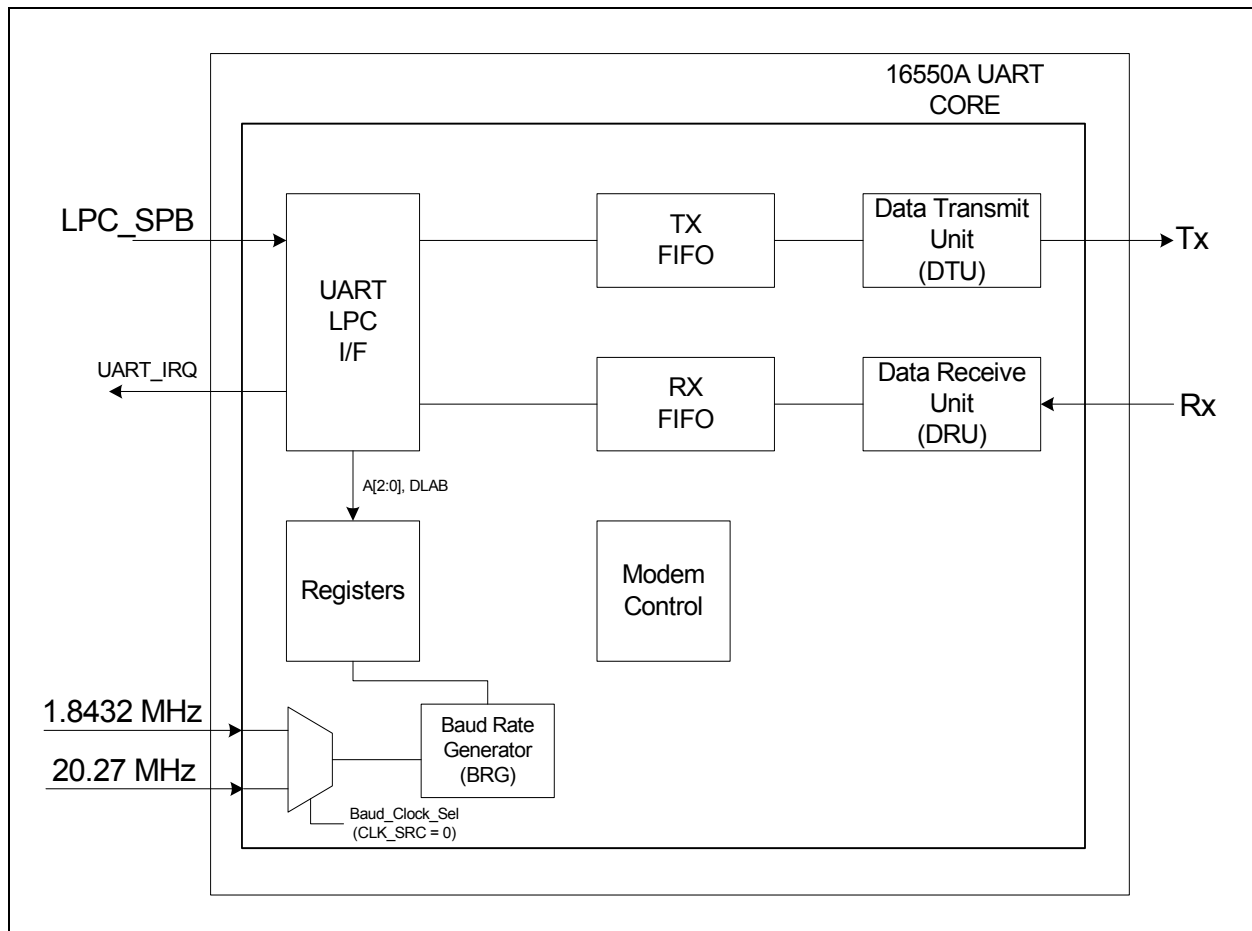 16550A UART
CORE
LPC_SPB
UART
LPC
I/F
TX
FIFO
Data Transmit
Unit
(DTU)
Tx
UART_IRQ
RX
FIFO
Data Receive
Unit
(DRU)
Rx
A[2:0], DLAB
Registers
Modem
Control
1.8432 MHz
20.27 MHz
Baud Rate
Generator
(BRG)
Baud_Clock_Sel
(CLK_SRC = 0)